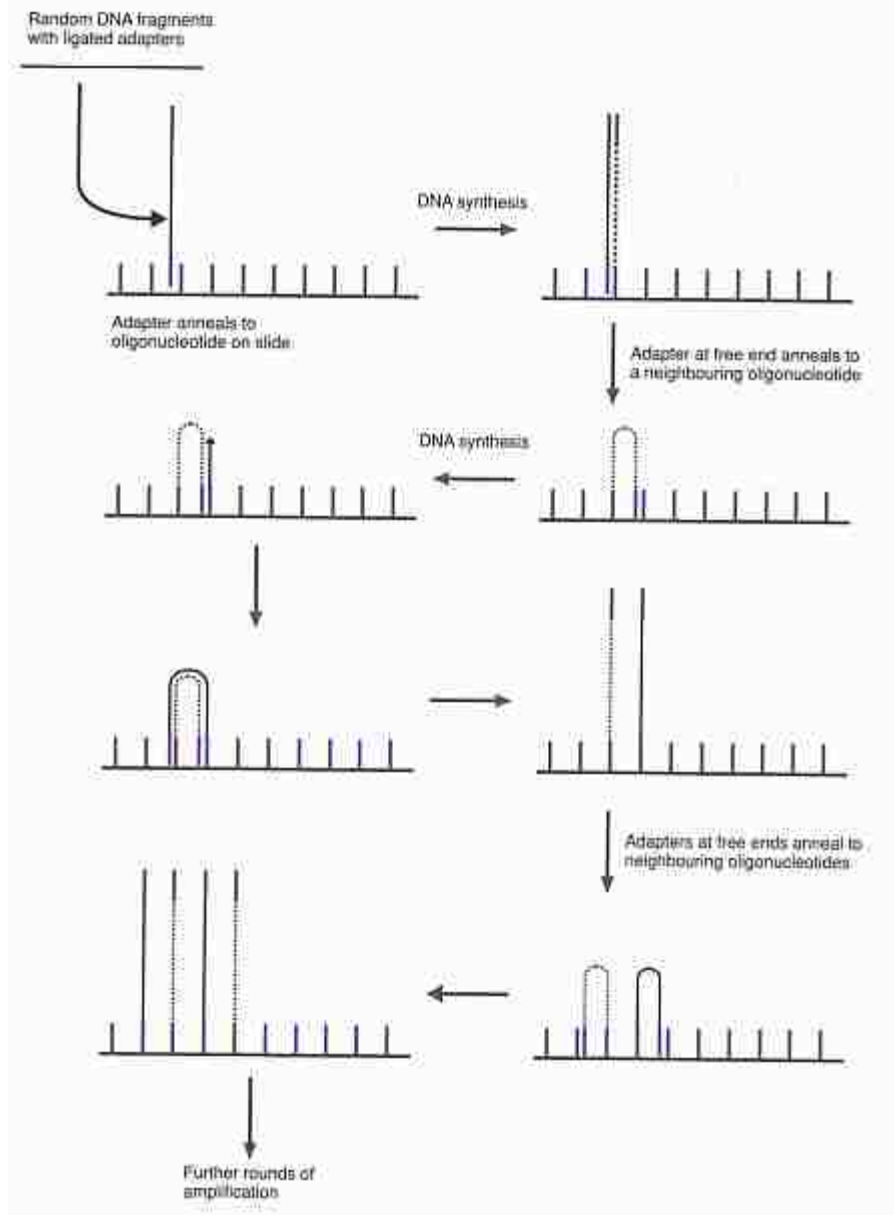 Random DNA fragments
with ligated adapters
DNA synthesis
Adapter anneals to
oligonucleotide on slide
Adapter at free end anneals to
a neighbouring oligonucleotide
DNA synthesis
Adapters at free ends anneal to
neighbouring oligonucleotides
Further rounds of
amplification